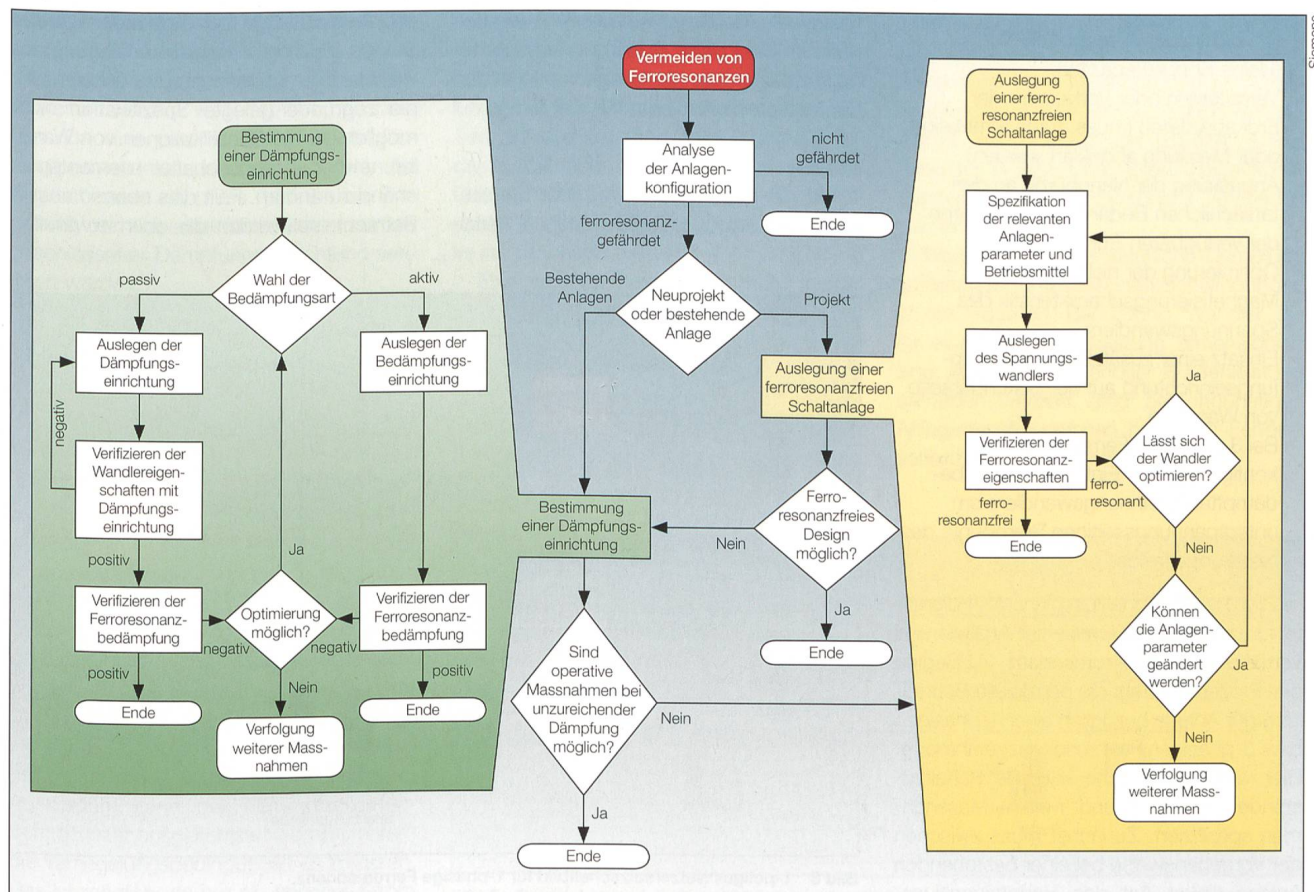 Siemens
Vermeiden von
Ferroresonanzen
Analyse
der Anlagen-
konfiguration
nicht
gefährdet
Ende
ferroresonanz-
gefährdet
Neuprojekt
oder bestehende
Anlage
Bestehende
Anlagen
Projekt
Auslegung einer
ferroresonanzfreien
Schaltanlage
Ferro-
resonanzfreies
Design
möglich?
Nein
Ja
Ende
Bestimmung
einer Dämpfungs-
einrichtung
Sind
operative
Massnahmen bei
unzureichender
Dämpfung
möglich?
Nein
Ja
Ende
Bestimmung
einer Dämpfungs-
einrichtung
Wahl der
Bedämpfungsart
passiv
aktiv
Auslegen der
Dämpfungs-
einrichtung
Auslegen der
Bedämpfungs-
einrichtung
negativ
Verifizieren der
Wandlereigen-
schaften mit
Dämpfungs-
einrichtung
positiv
Ja
Verifizieren der
Ferroresonanz-
bedämpfung
Optimierung
möglich?
Verifizieren der
Ferroresonanz-
bedämpfung
negativ
negativ
positiv
Nein
positiv
Ende
Ende
Verfolgung
weiterer Mass-
nahmen
Auslegung
einer ferro-
resonanzfreien
Schaltanlage
Spezifikation
der relevanten
Anlagen-
parameter und
Betriebsmittel
Auslegen
des Spannungs-
wandlers
Ja
Verifizieren der
Ferroresonanz-
eigenschaften
Lässt sich
der Wandler
optimieren?
ferro-
resonant
ferro-
resonanzfrei
Ende
Nein
Können
die Anlagen-
parameter
geändert
werden?
Ja
Nein
Verfolgung
weiterer Mass-
nahmen